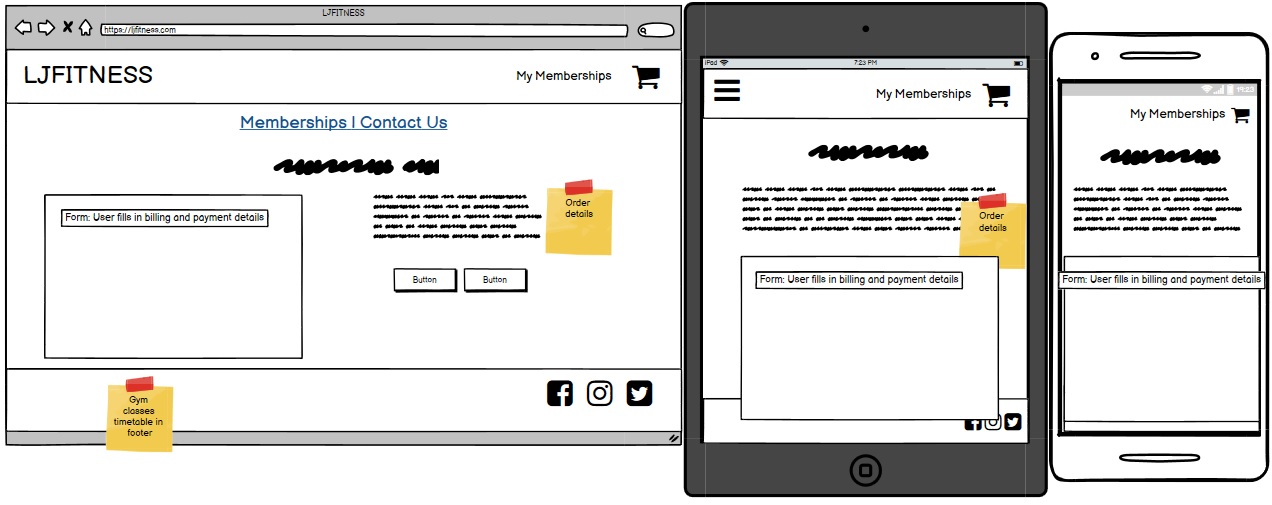 LJFITNESS
https://ljfitness.com
LJFITNESS
My Memberships
Memberships | Contact Us
Form: User fills in billing and payment details
Order
details
Button
Button
Gym
classes
timetable in
footer
iPad
7:23 PM
My Memberships
Order
details
Form: User fills in billing and payment details
19:23
My Memberships
Form: User fills in billing and payment details